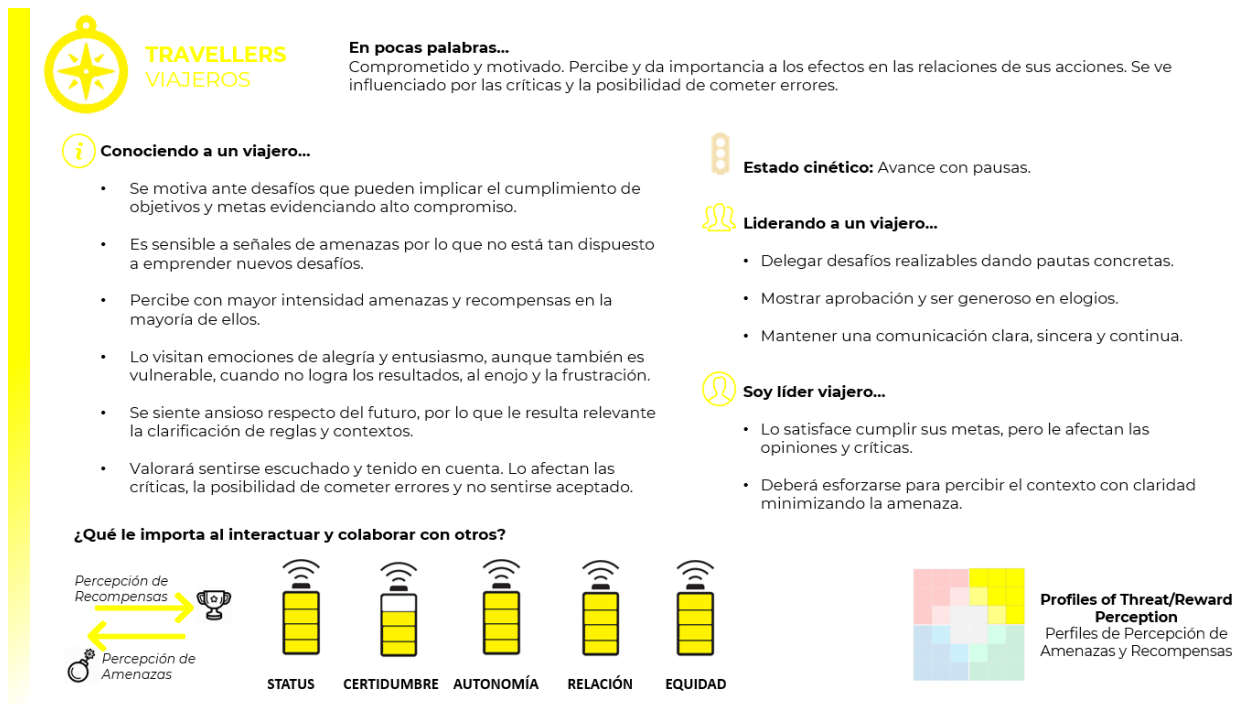 TRAVELLERS
VIAJEROS
En pocas palabras...
Comprometido y motivado. Percibe y da importancia a los efectos en las relaciones de sus acciones. Se ve
influenciado por las críticas y la posibilidad de cometer errores.
Conociendo a un viajero...
• Se motiva ante desafíos que pueden implicar el cumplimiento de
objetivos y metas evidenciando alto compromiso.
• Es sensible a señales de amenazas por lo que no está tan dispuesto
a emprender nuevos desafíos.
• Percibe con mayor intensidad amenazas y recompensas en la
mayoría de ellos.
• Lo visitan emociones de alegría y entusiasmo, aunque también es
vulnerable, cuando no logra los resultados, al enojo y la frustración.
• Se siente ansioso respecto del futuro, por lo que le resulta relevante
la clarificación de reglas y contextos.
• Valorará sentirse escuchado y tenido en cuenta. Lo afectan las
críticas, la posibilidad de cometer errores y no sentirse aceptado.
Estado cinético: Avance con pausas.
Liderando a un viajero...
• Delegar desafíos realizables dando pautas concretas.
• Mostrar aprobación y ser generoso en elogios.
• Mantener una comunicación clara, sincera y continua.
Soy líder viajero...
• Lo satisface cumplir sus metas, pero le afectan las
opiniones y críticas.
• Deberá esforzarse para percibir el contexto con claridad
minimizando la amenaza.
¿Qué le importa al interactuar y colaborar con otros?
Percepción de
Recompensas
Percepción de
Amenazas
STATUS CERTIDUMBRE AUTONOMÍA RELACIÓN EQUIDAD
Profiles of Threat/Reward
Perception
Perfiles de Percepción de
Amenazas y Recompensas